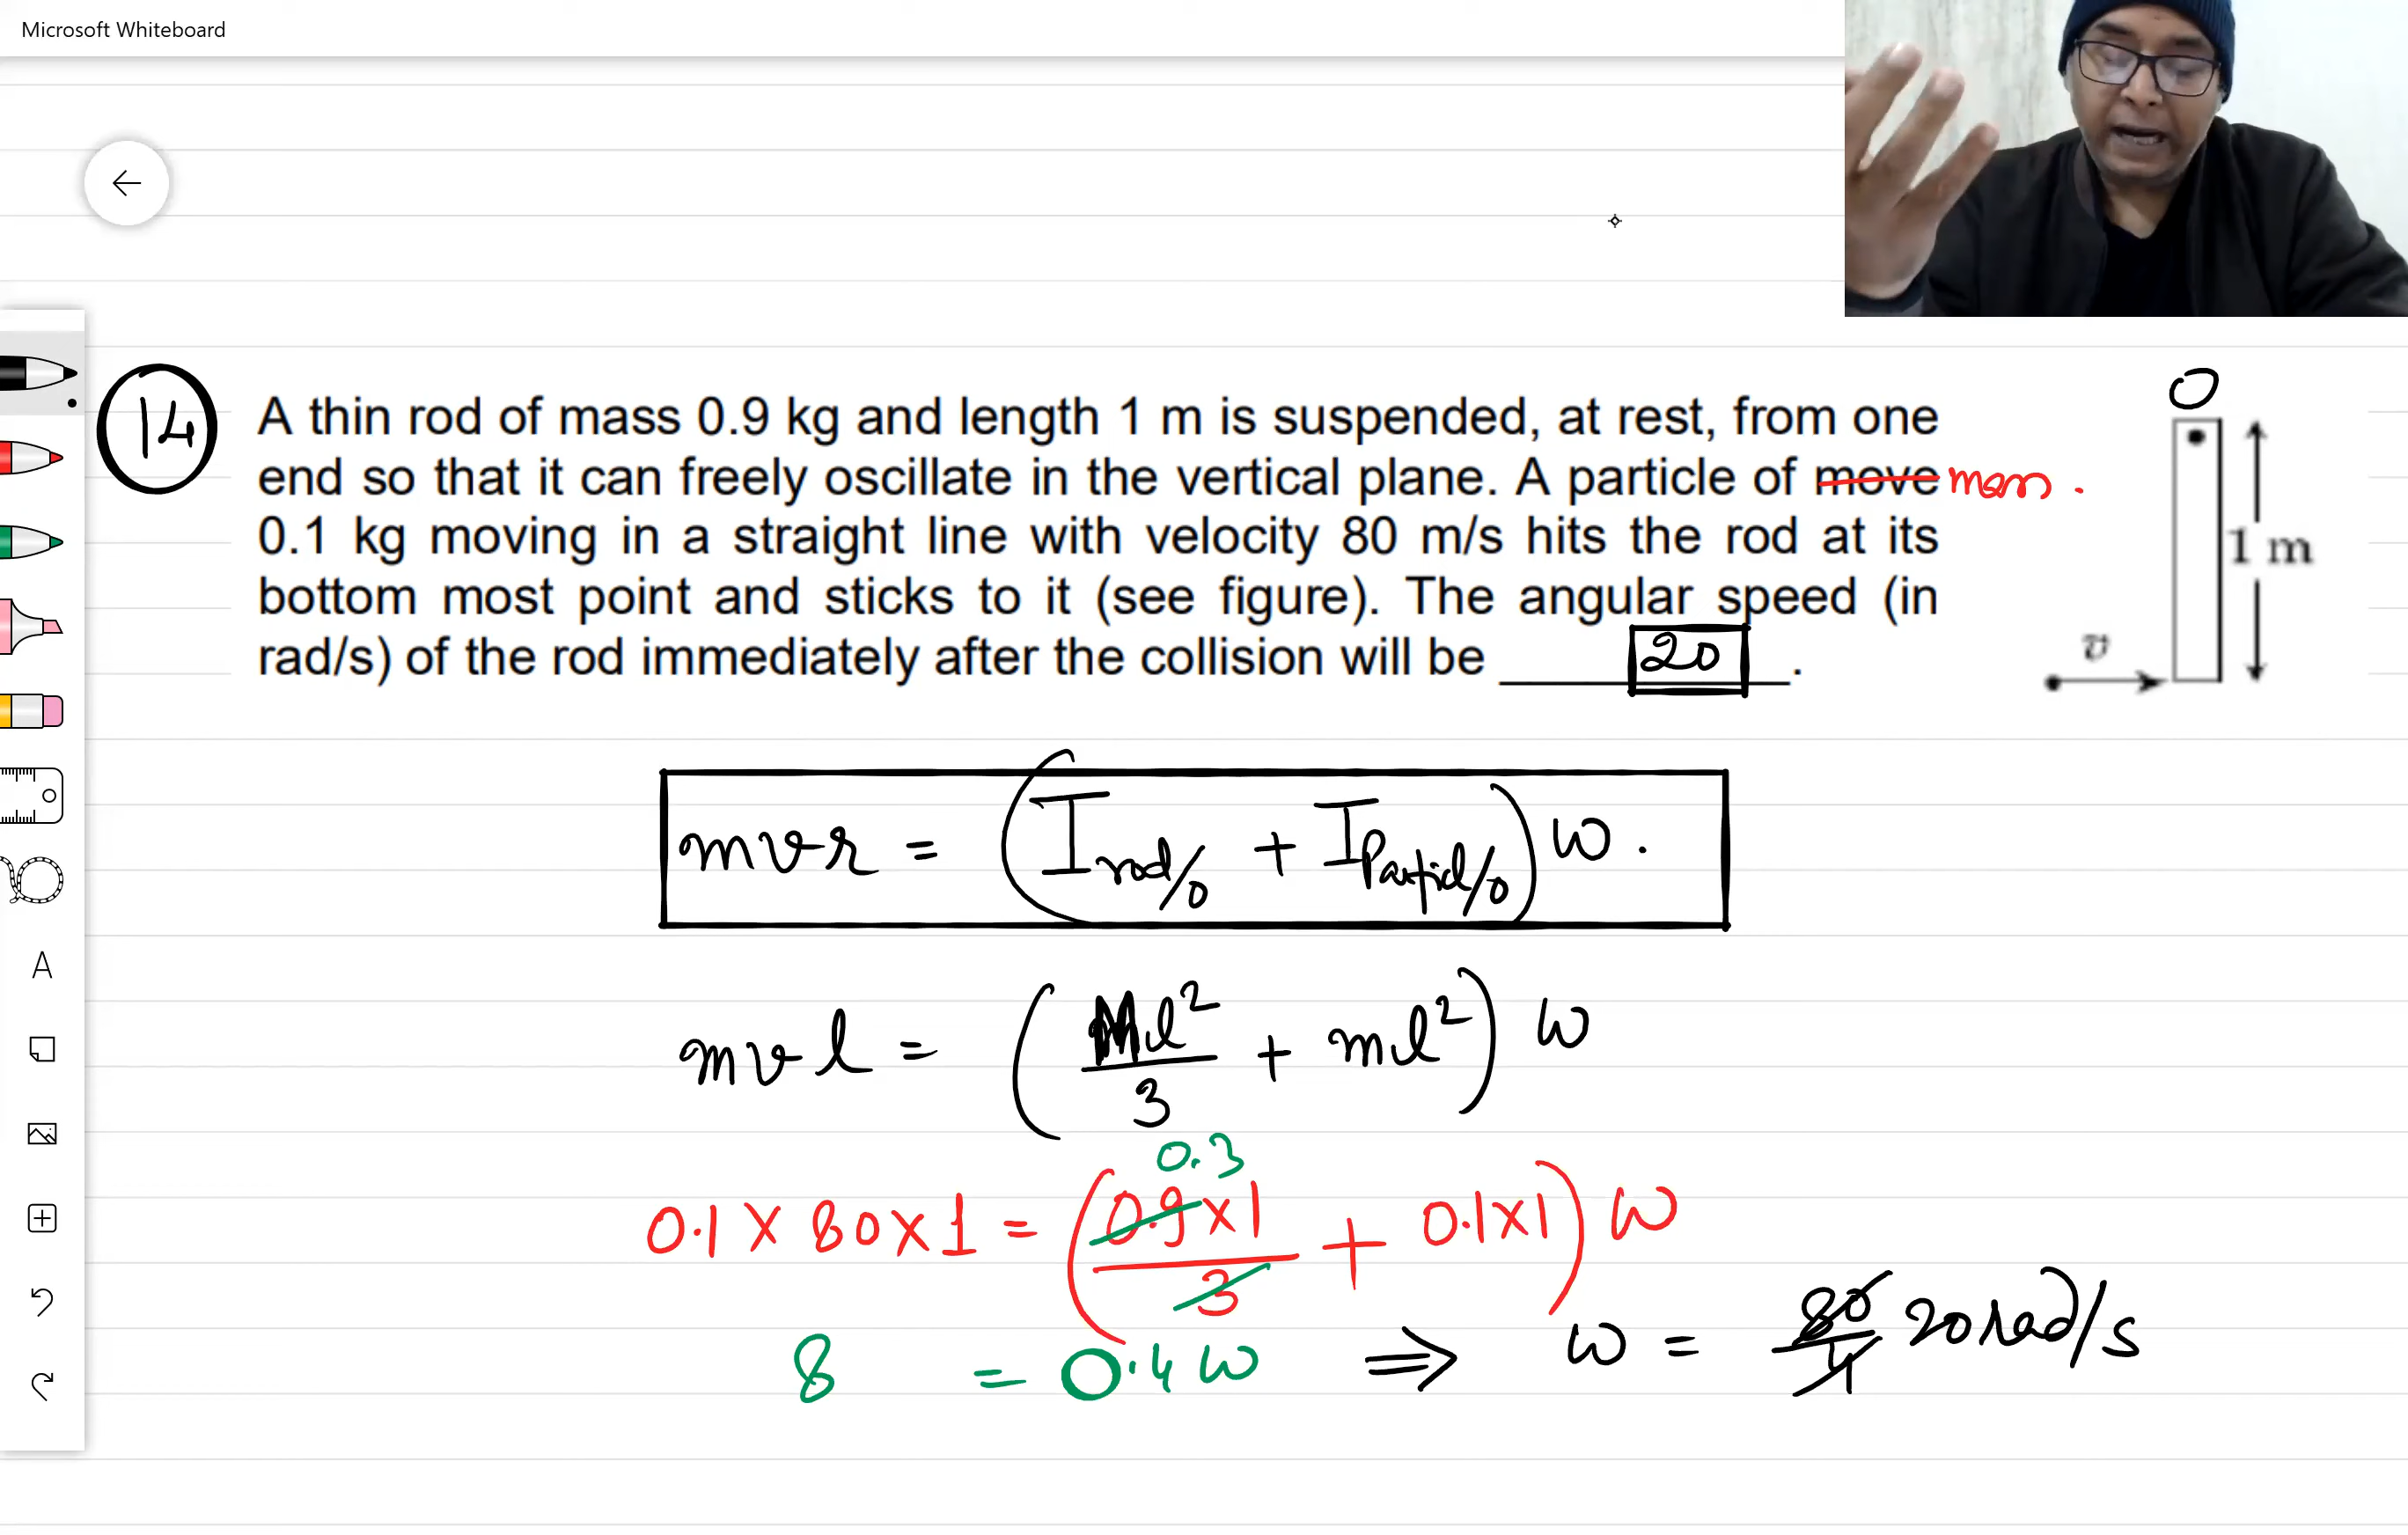 Microsoft Whiteboard
14
A thin rod of mass 0.9 kg and length 1 m is suspended, at rest, from one
end so that it can freely oscillate in the vertical plane. A particle of move mass.
0.1 kg moving in a straight line with velocity 80 m/s hits the rod at its
bottom most point and sticks to it (see figure). The angular speed (in
rad/s) of the rod immediately after the collision will be 20.
O
1 m
v
mvr = (I rod/o + I Particl/o) ω.
mvl = (Ml²/3 + ml²) ω
0.3
0.1 × 80 × 1 = (0.9×1/3 + 0.1×1) ω
8 = 0.4 ω ⇒ ω = 80/4 20 rad/s
A